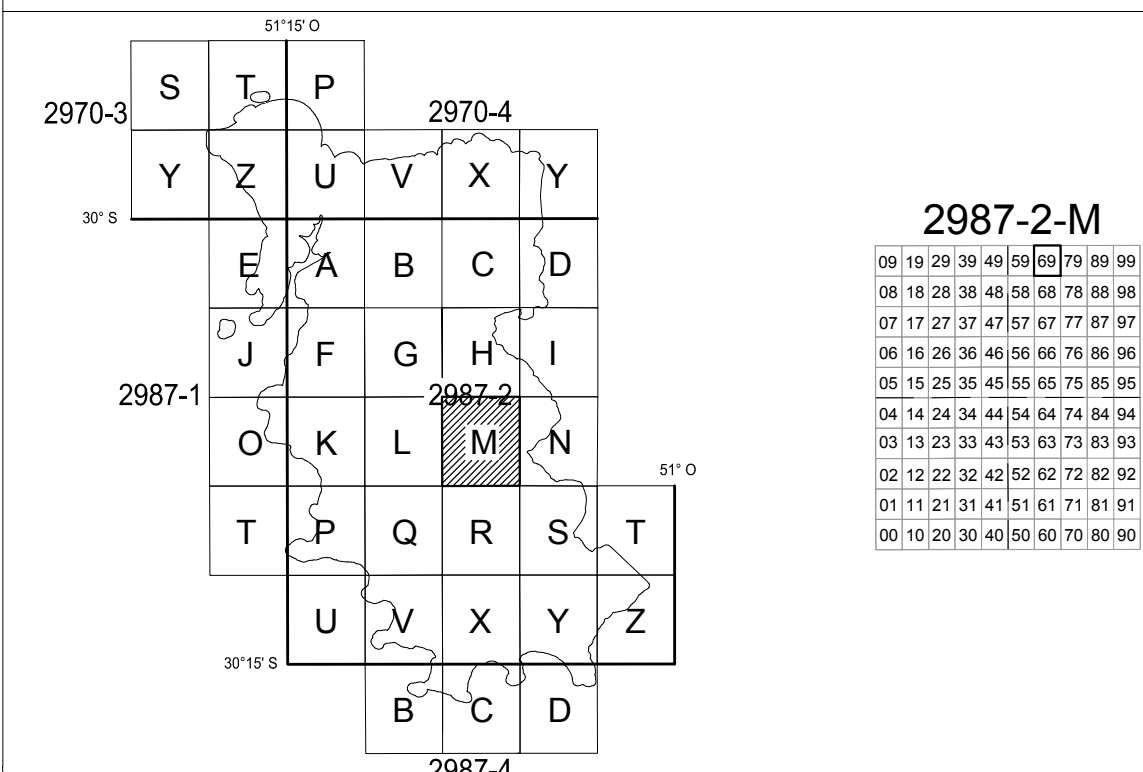 51°15' O
S T P
2970-3 2970-4
Y Z U V X Y
30° S
E A B C D
J F G H I
2987-1 2987-2
O K L M N
51° O
T P Q R S T
U V X Y Z
30°15' S
B C D
2987-4
2987-2-M
09 19 29 39 49 59 69 79 89 99
08 18 28 38 48 58 68 78 88 98
07 17 27 37 47 57 67 77 87 97
06 16 26 36 46 56 66 76 86 96
05 15 25 35 45 55 65 75 85 95
04 14 24 34 44 54 64 74 84 94
03 13 23 33 43 53 63 73 83 93
02 12 22 32 42 52 62 72 82 92
01 11 21 31 41 51 61 71 81 91
00 10 20 30 40 50 60 70 80 90